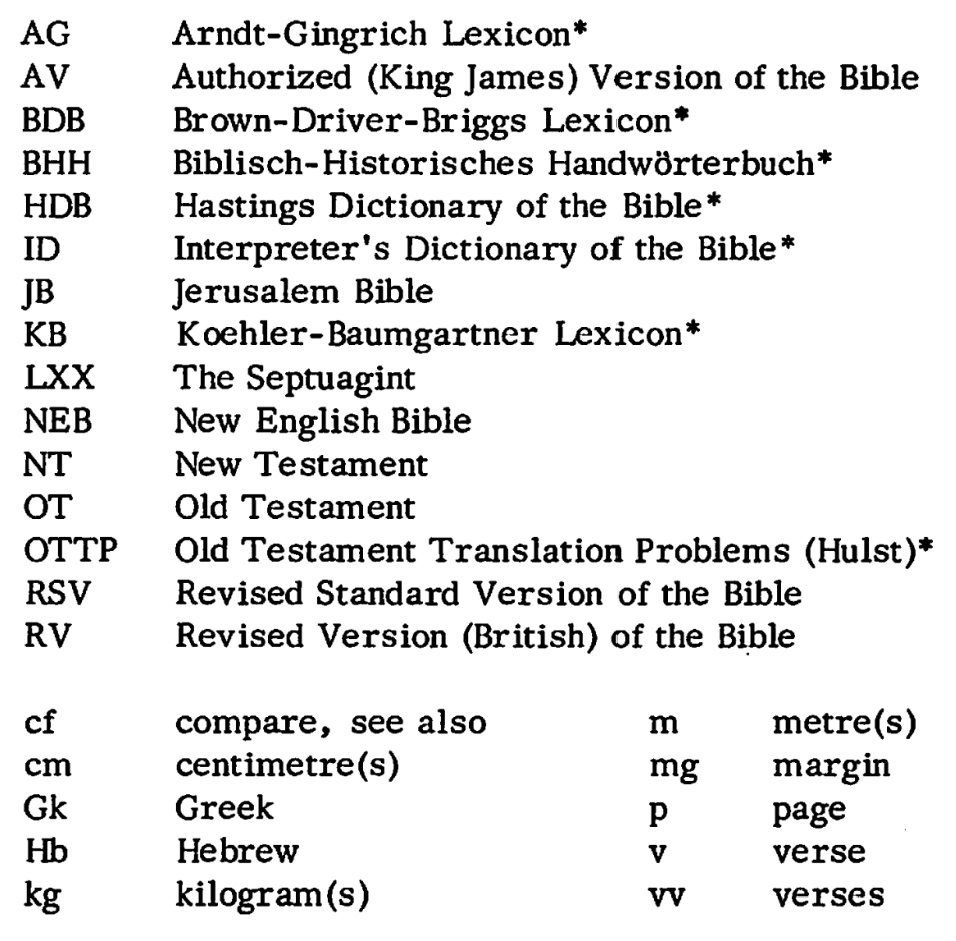 AG Arndt-Gingrich Lexicon*
AV Authorized (King James) Version of the Bible
BDB Brown-Driver-Briggs Lexicon*
BHH Biblisch-Historisches Handwörterbuch*
HDB Hastings Dictionary of the Bible*
ID Interpreter's Dictionary of the Bible*
JB Jerusalem Bible
KB Koehler-Baumgartner Lexicon*
LXX The Septuagint
NEB New English Bible
NT New Testament
OT Old Testament
OTTP Old Testament Translation Problems (Hulst)*
RSV Revised Standard Version of the Bible
RV Revised Version (British) of the Bible
cf compare, see also m metre(s)
cm centimetre(s) mg margin
Gk Greek p page
Hb Hebrew v verse
kg kilogram(s) vv verses